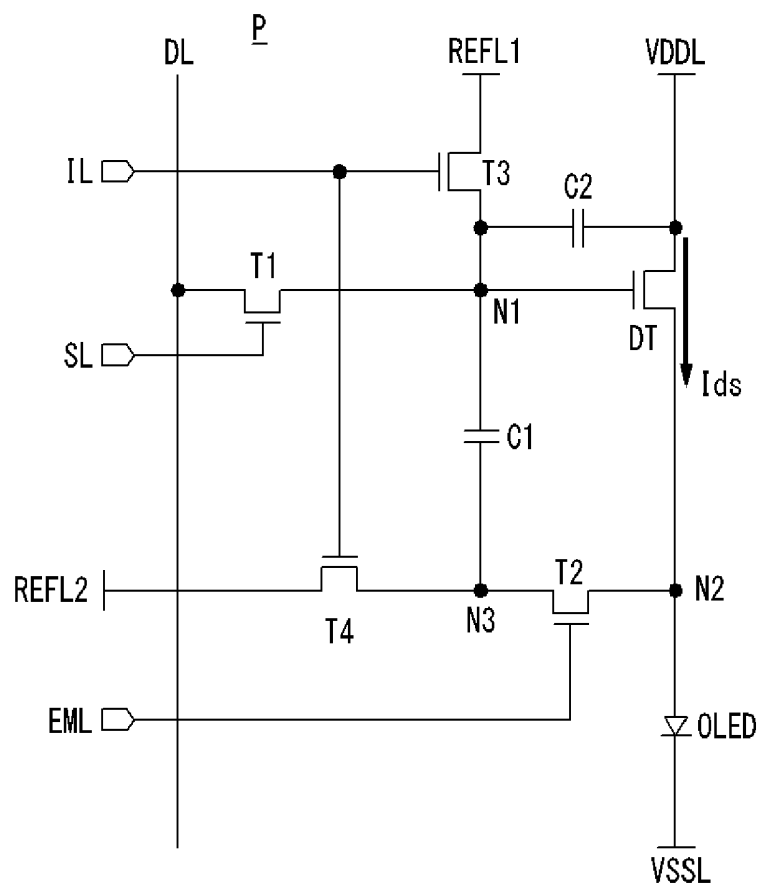 P
DL
REFL1
VDDL
IL
T3
C2
T1
N1
DT
SL
Ids
C1
REFL2
T2
N2
T4
N3
EML
OLED
VSSL